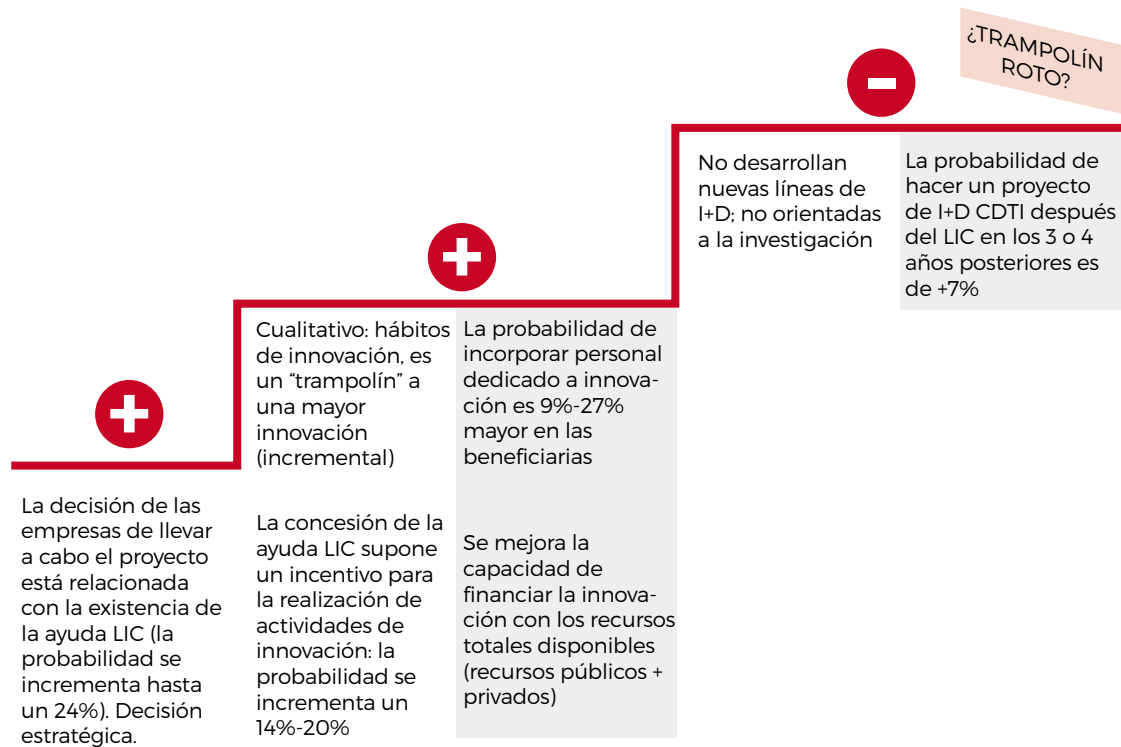 ¿TRAMPOLÍN
ROTO?
La decisión de las
empresas de llevar
a cabo el proyecto
está relacionada
con la existencia de
la ayuda LIC (la
probabilidad se
incrementa hasta
un 24%). Decisión
estratégica.
Cualitativo: hábitos
de innovación, es
un “trampolín” a
una mayor
innovación
(incremental)
La concesión de la
ayuda LIC supone
un incentivo para
la realización de
actividades de
innovación: la
probabilidad se
incrementa un
14%-20%
La probabilidad de
incorporar personal
dedicado a innova-
ción es 9%-27%
mayor en las
beneficiarias
Se mejora la
capacidad de
financiar la innova-
ción con los recursos
totales disponibles
(recursos públicos +
privados)
No desarrollan
nuevas líneas de
I+D; no orientadas
a la investigación
La probabilidad de
hacer un proyecto
de I+D CDTI después
del LIC en los 3 o 4
años posteriores es
de +7%